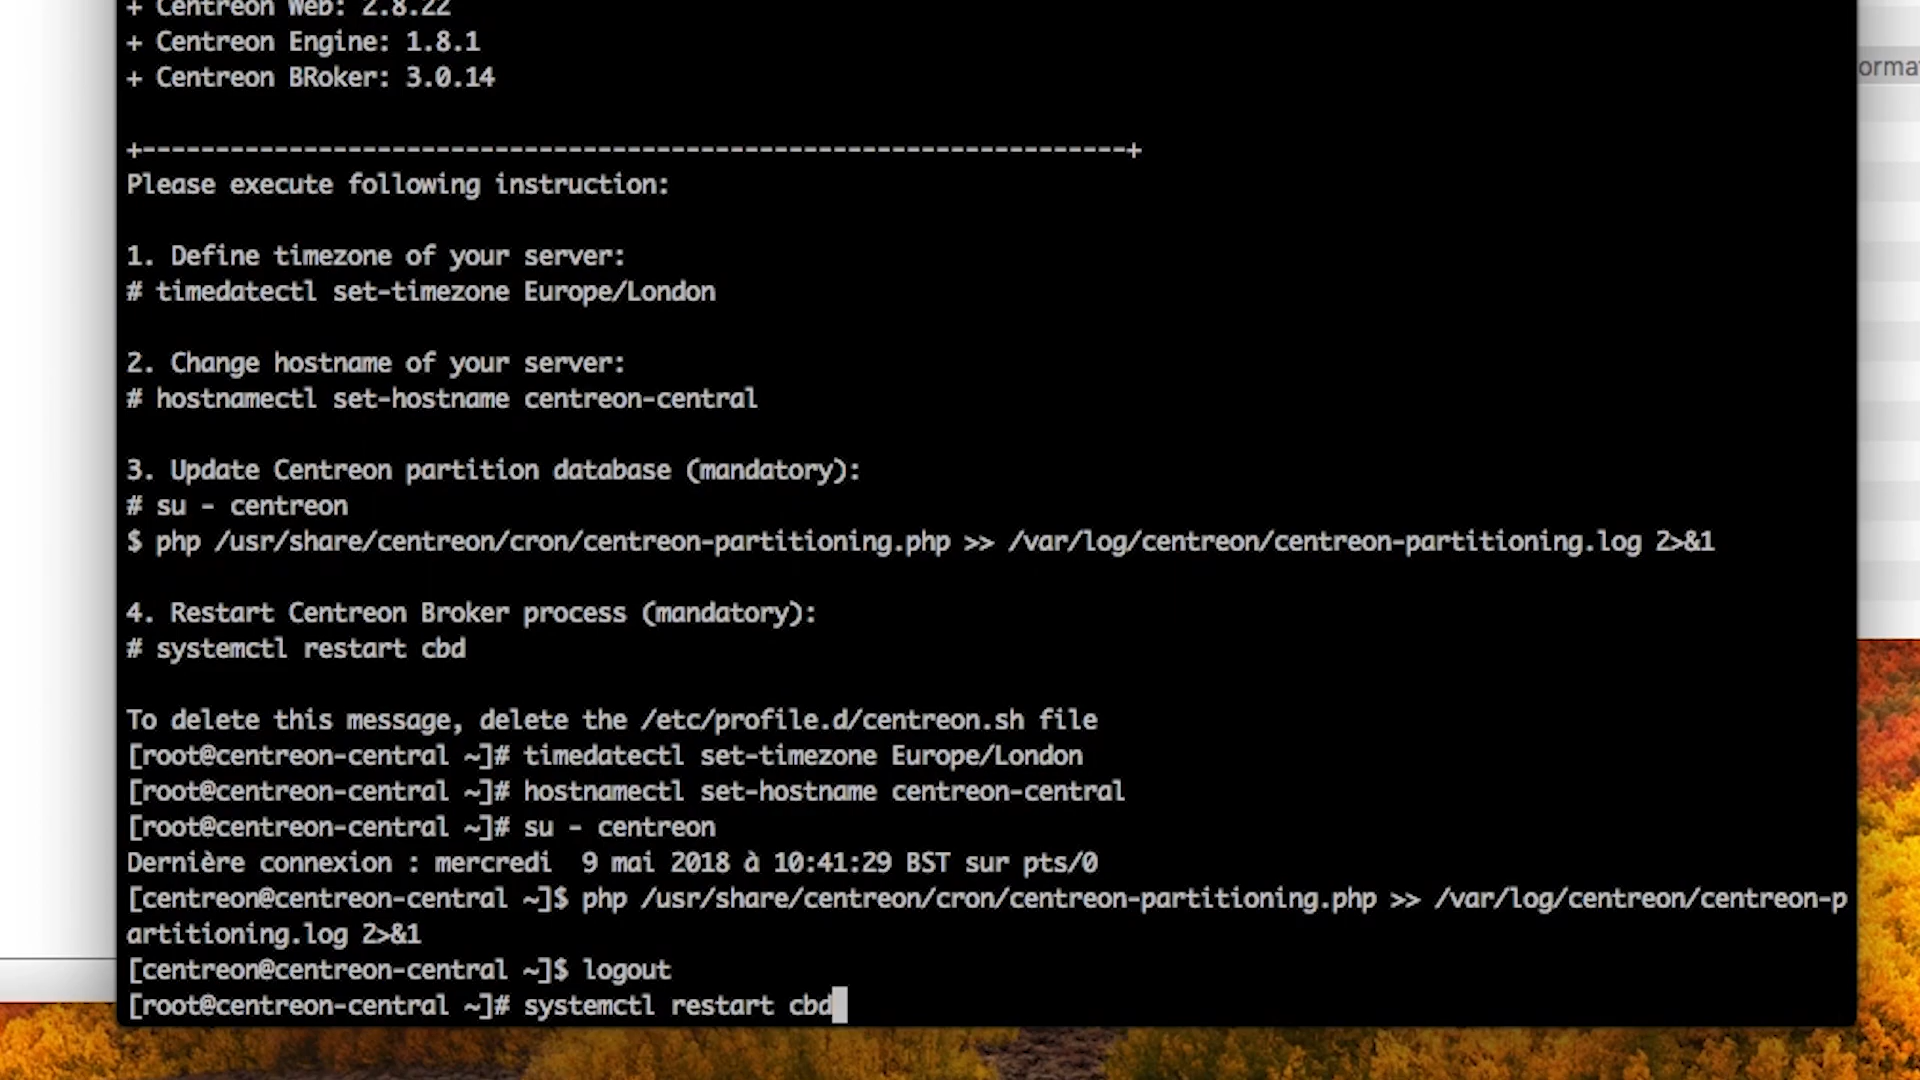 + Centreon Web: 2.8.22
+ Centreon Engine: 1.8.1
+ Centreon BRoker: 3.0.14
+-------------------------------------------------------------------+
Please execute following instruction:
1. Define timezone of your server:
# timedatectl set-timezone Europe/London
2. Change hostname of your server:
# hostnamectl set-hostname centreon-central
3. Update Centreon partition database (mandatory):
# su - centreon
$ php /usr/share/centreon/cron/centreon-partitioning.php >> /var/log/centreon/centreon-partitioning.log 2>&1
4. Restart Centreon Broker process (mandatory):
# systemctl restart cbd
To delete this message, delete the /etc/profile.d/centreon.sh file
[root@centreon-central ~]# timedatectl set-timezone Europe/London
[root@centreon-central ~]# hostnamectl set-hostname centreon-central
[root@centreon-central ~]# su - centreon
Dernière connexion : mercredi  9 mai 2018 à 10:41:29 BST sur pts/0
[centreon@centreon-central ~]$ php /usr/share/centreon/cron/centreon-partitioning.php >> /var/log/centreon/centreon-p
artitioning.log 2>&1
[centreon@centreon-central ~]$ logout
[root@centreon-central ~]# systemctl restart cbd